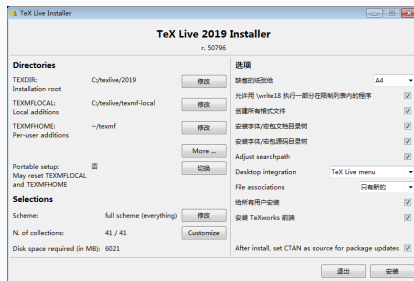 TeX Live Installer
TeX Live 2019 Installer
r. 50796
Directories
TEXDIR:
Installation root
C:/texlive/2019
修改
TEXMFLOCAL:
Local additions
C:/texlive/texmf-local
修改
TEXMFHOME:
Per-user additions
~/texmf
修改
More ...
Portable setup:
May reset TEXMFLOCAL
and TEXMFHOME
否
切换
Selections
Scheme:
full scheme (everything)
修改
N. of collections:
41 / 41
Customize
Disk space required (in MB): 6021
选项
缺省的纸张给
A4
允许用 \write18 执行一部分在限制列表内的程序
创建所有格式文件
安装字体/宏包文档目录树
安装字体/宏包源码目录树
Adjust searchpath
Desktop integration
TeX Live menu
File associations
只有新的
给所有用户安装
安装 TeXworks 前端
After install, set CTAN as source for package updates
退出
安装